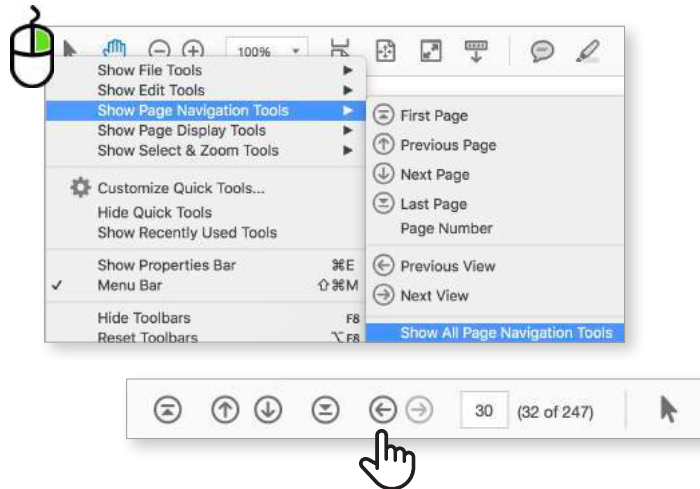 100%
Show File Tools
Show Edit Tools
Show Page Navigation Tools
Show Page Display Tools
Show Select & Zoom Tools
Customize Quick Tools...
Hide Quick Tools
Show Recently Used Tools
Show Properties Bar ⌘E
✓ Menu Bar ⇧⌘M
Hide Toolbars F8
Reset Toolbars ⌥F8
First Page
Previous Page
Next Page
Last Page
Page Number
Previous View
Next View
Show All Page Navigation Tools
30 (32 of 247)